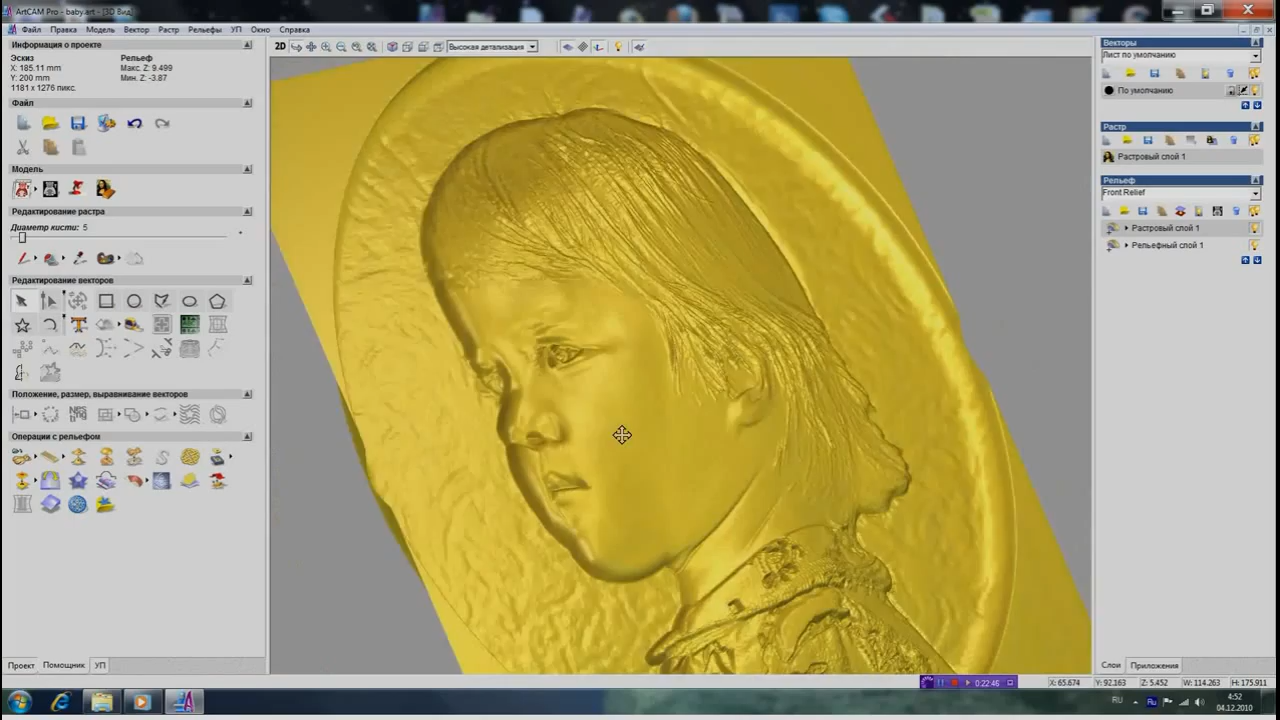 ArtCAM Pro - baby.art - [3D Вид]
Файл Правка Модель Вектор Растр Рельефы УП Окно Справка
Информация о проекте
Эскиз Рельеф
X: 185.11 mm Макс. Z: 9.499
Y: 200 mm Мин. Z: -3.87
1181 x 1276 пикс.
Файл
Модель
Редактирование растра
Диаметр кисти: 5
Редактирование векторов
Положение, размер, выравнивание векторов
Операции с рельефом
Проект Помощник УП
2D
Высокая детализация
Векторы
Лист по умолчанию
По умолчанию
Растр
Растровый слой 1
Рельеф
Front Relief
Растровый слой 1
Рельефный слой 1
Слои Приложения
0:22:46
X: 65.674 Y: 92.163 Z: 5.452 W: 114.263 H: 175.911
RU
Ru
4:52
04.12.2010